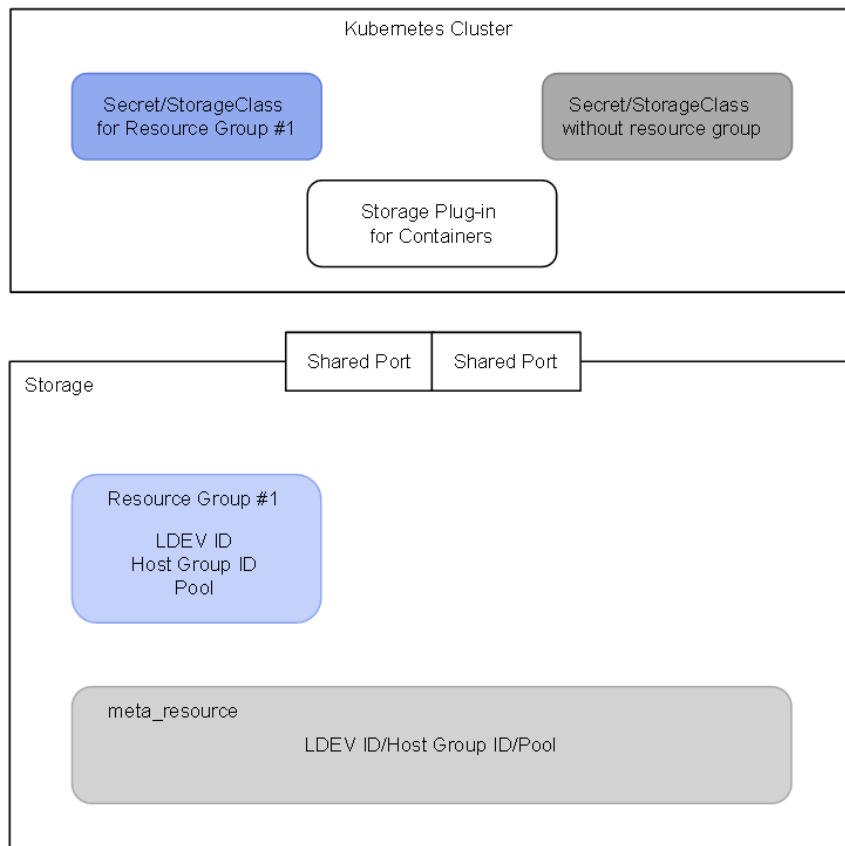 Kubernetes Cluster
Secret/StorageClass
for Resource Group #1
Secret/StorageClass
without resource group
Storage Plug-in
for Containers
Shared Port
Shared Port
Storage
Resource Group #1
LDEV ID
Host Group ID
Pool
meta_resource
LDEV ID/Host Group ID/Pool